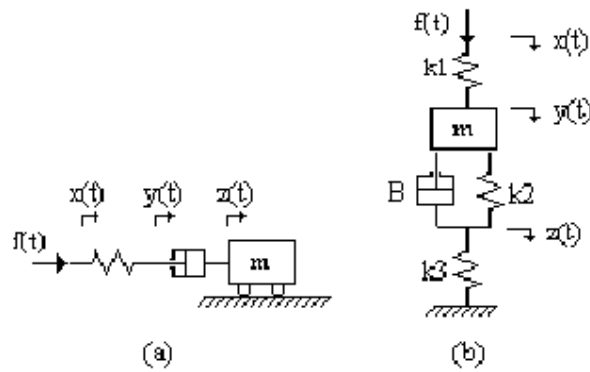 f(t)
x(t)
k1
y(t)
m
B
k2
z(t)
k3
x(t) y(t) z(t)
f(t)
m
(a)
(b)